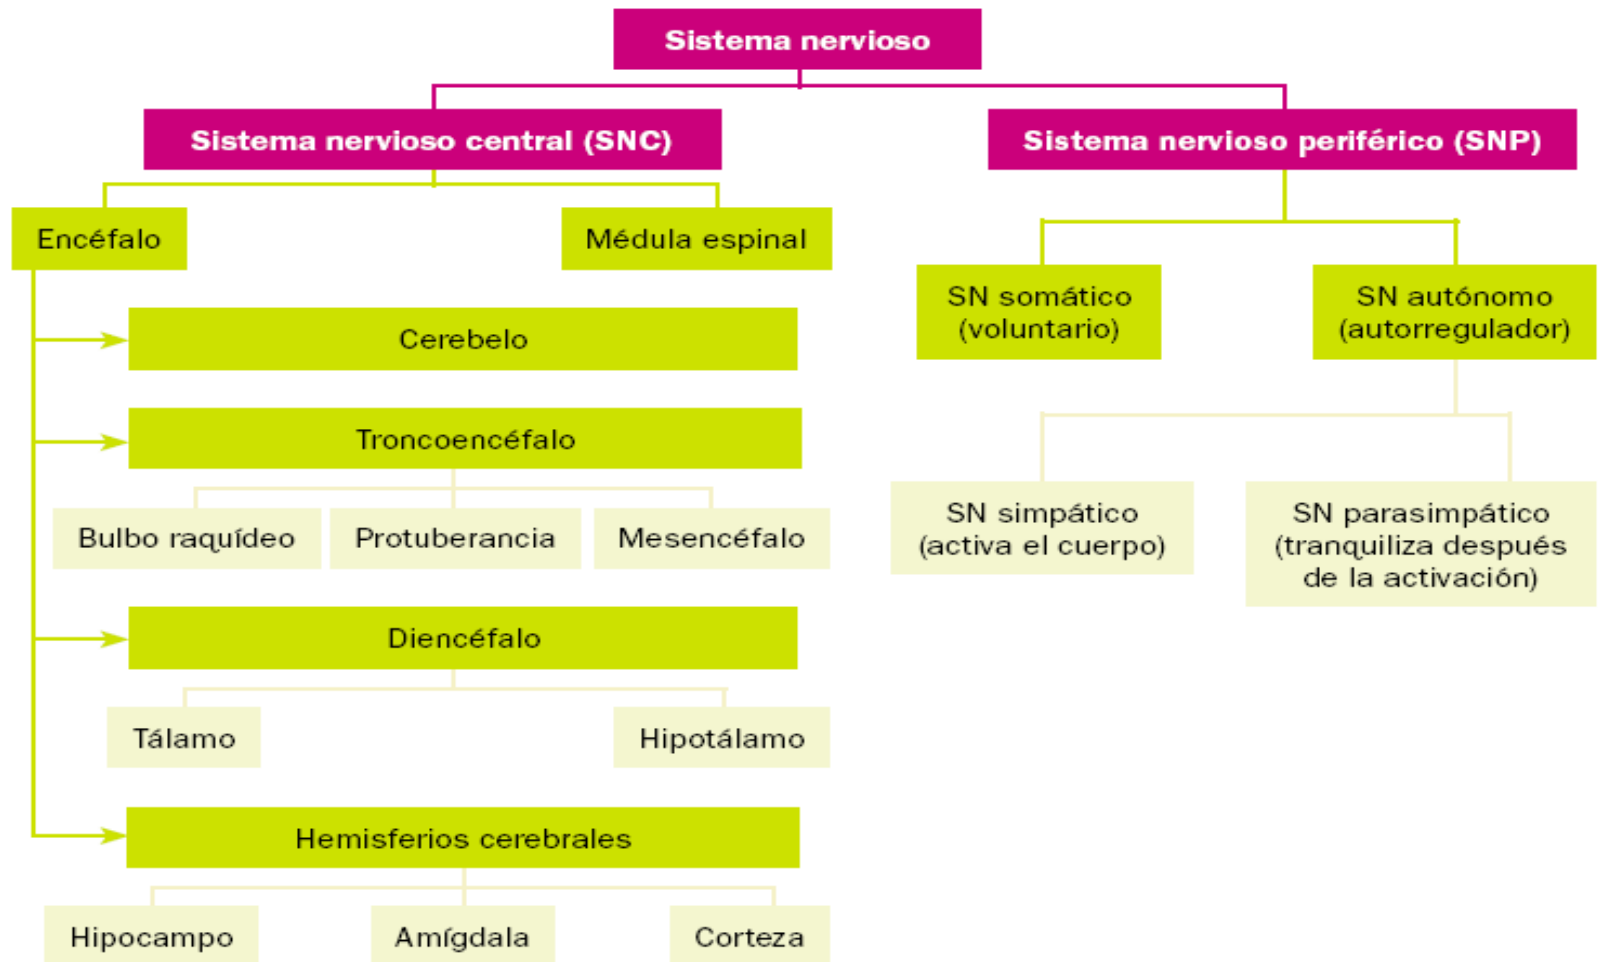 Sistema nervioso
Sistema nervioso central (SNC)
Sistema nervioso periférico (SNP)
Encéfalo
Médula espinal
Cerebelo
Troncoencéfalo
Bulbo raquídeo
Protuberancia
Mesencéfalo
Diencéfalo
Tálamo
Hipotálamo
Hemisferios cerebrales
Hipocampo
Amígdala
Corteza
SN somático
(voluntario)
SN autónomo
(autorregulador)
SN simpático
(activa el cuerpo)
SN parasimpático
(tranquiliza después
de la activación)